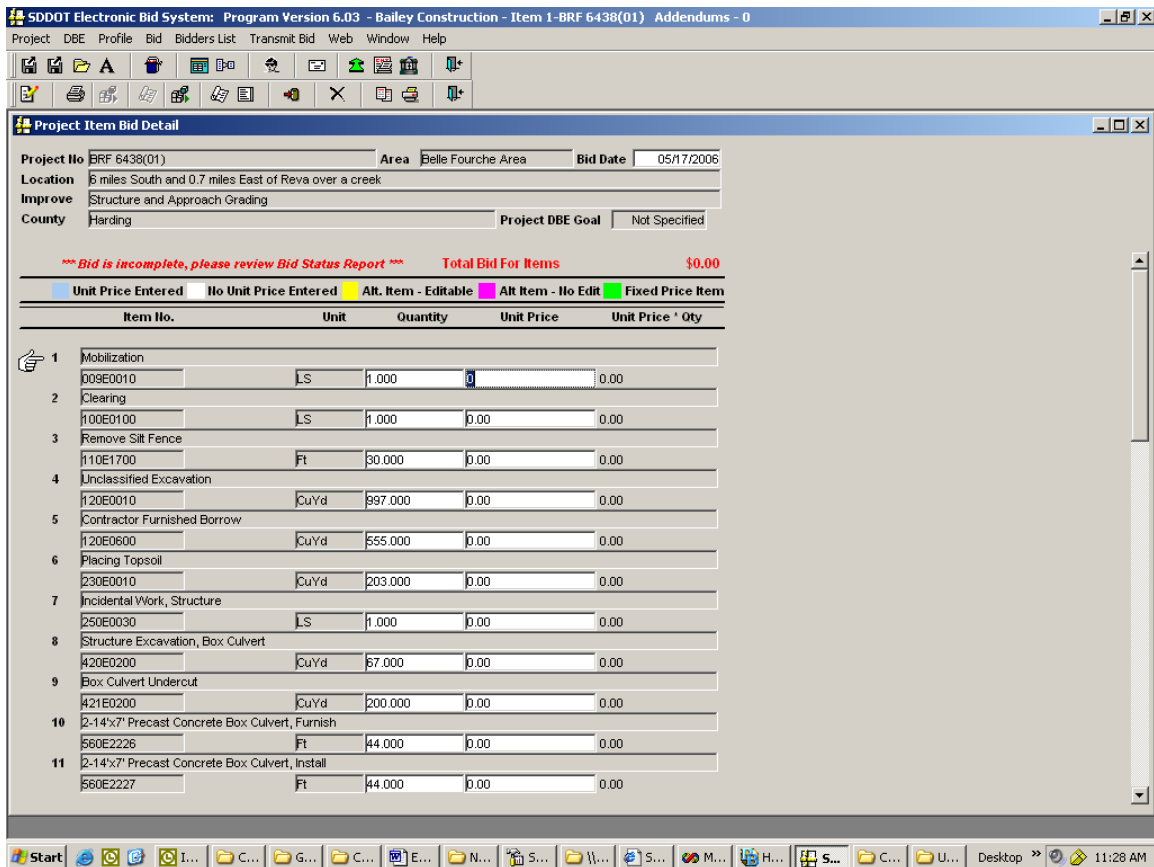 SDDOT Electronic Bid System: Program Version 6.03 - Bailey Construction - Item 1-BRF 6438(01) Addendums - 0
Project DBE Profile Bid Bidders List Transmit Bid Web Window Help
Project Item Bid Detail
Project No BRF 6438(01) Area Belle Fourche Area Bid Date 05/17/2006
Location 6 miles South and 0.7 miles East of Reva over a creek
Improve Structure and Approach Grading
County Harding Project DBE Goal Not Specified
*** Bid is incomplete, please review Bid Status Report *** Total Bid For Items $0.00
Unit Price Entered No Unit Price Entered Alt. Item - Editable Alt Item - No Edit Fixed Price Item
Item No. Unit Quantity Unit Price Unit Price * Qty
1 Mobilization
009E0010 LS 1.000 0 0.00
2 Clearing
100E0100 LS 1.000 0.00 0.00
3 Remove Silt Fence
110E1700 Ft 30.000 0.00 0.00
4 Unclassified Excavation
120E0010 CuYd 997.000 0.00 0.00
5 Contractor Furnished Borrow
120E0600 CuYd 555.000 0.00 0.00
6 Placing Topsoil
230E0010 CuYd 203.000 0.00 0.00
7 Incidental Work, Structure
250E0030 LS 1.000 0.00 0.00
8 Structure Excavation, Box Culvert
420E0200 CuYd 67.000 0.00 0.00
9 Box Culvert Undercut
421E0200 CuYd 200.000 0.00 0.00
10 2-14'x7' Precast Concrete Box Culvert, Furnish
560E2226 Ft 44.000 0.00 0.00
11 2-14'x7' Precast Concrete Box Culvert, Install
560E2227 Ft 44.000 0.00 0.00
Start I... C... G... C... E... N... S... \\... S... M... H... S... C... U... Desktop » 11:28 AM